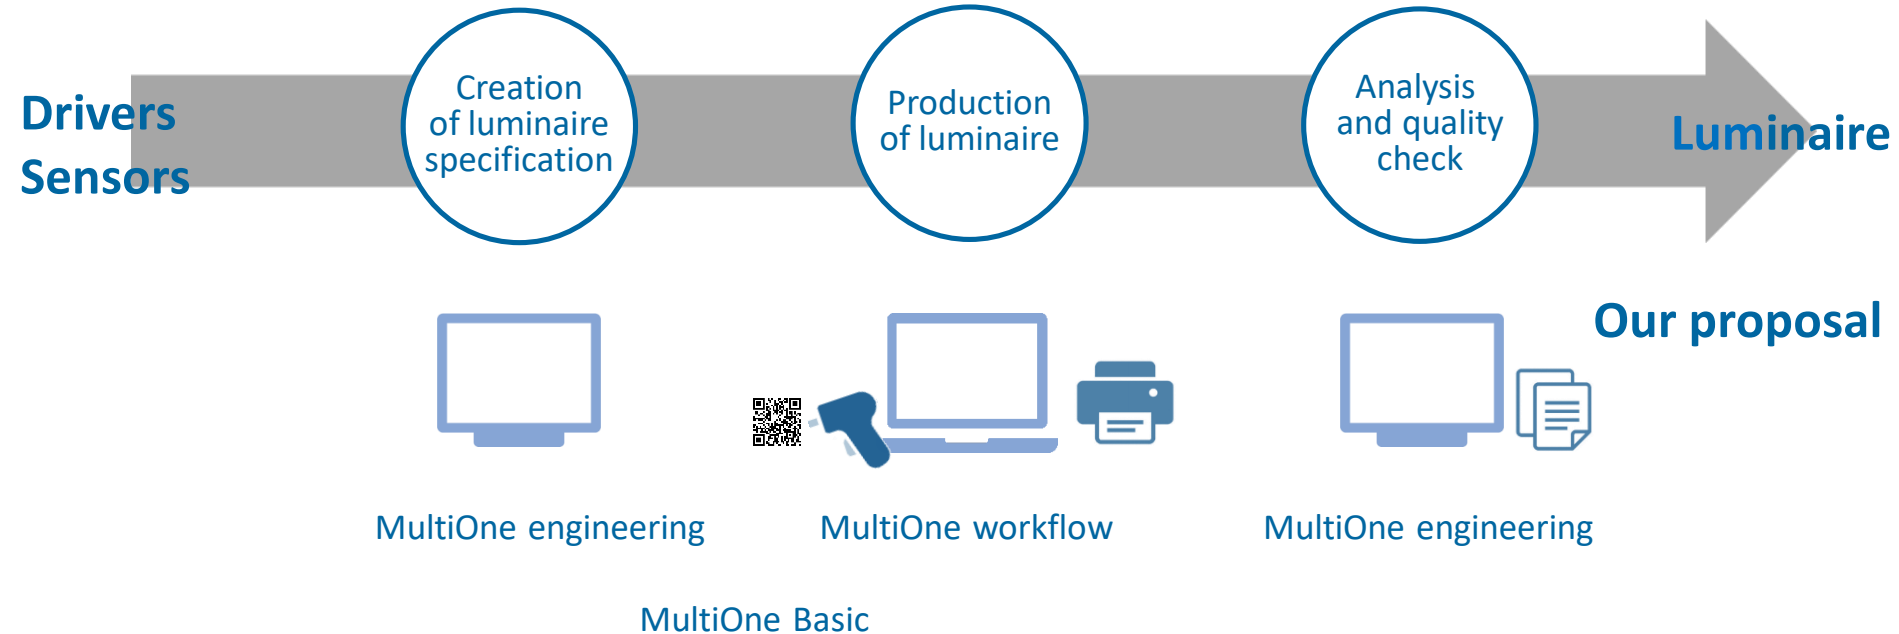 Drivers
Sensors
Creation
of luminaire
specification
Production
of luminaire
Analysis
and quality
check
Luminaire
Our proposal
MultiOne engineering
MultiOne workflow
MultiOne engineering
MultiOne Basic